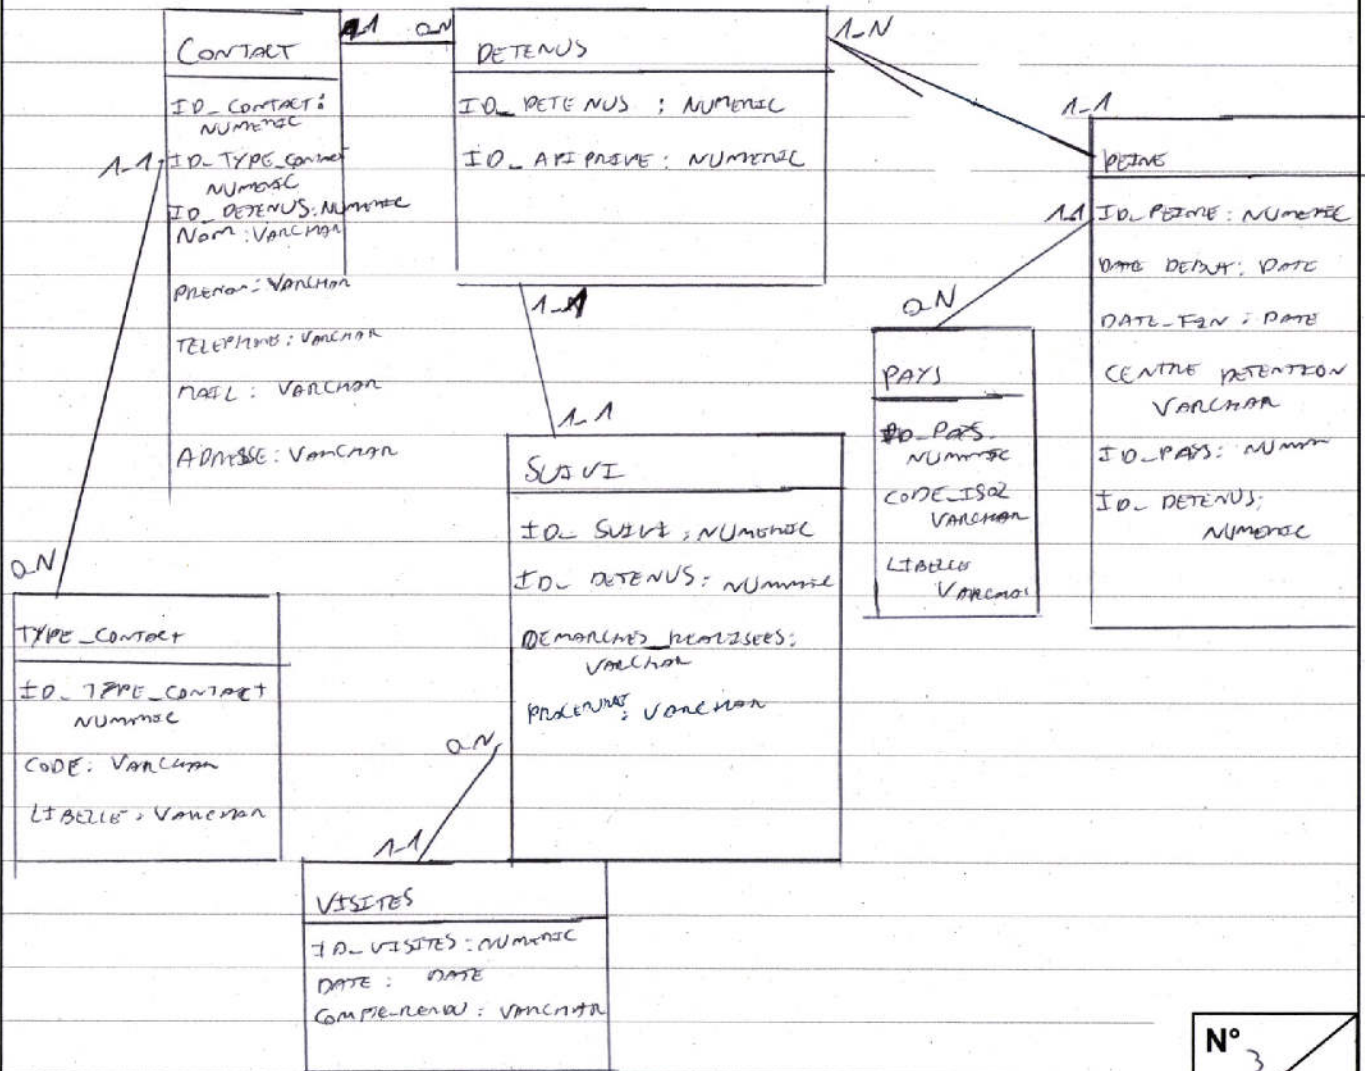 CONTACT
1-1
0-N
DETENUS
1-N
ID_CONTACT:
NUMERIC
1-1
ID_TYPE_CONTACT
NUMERIC
ID_DETENUS: NUMERIC
NOM: VARCHAR
PRENOM: VARCHAR
TELEPHONE: VARCHAR
MAIL: VARCHAR
ADRESSE: VARCHAR
ID_DETENUS: NUMERIC
ID_API PRIVE: NUMERIC
1-1
PEINE
1-1
ID_PEINE: NUMERIC
DATE DEBUT: DATE
DATE_FIN: DATE
CENTRE DETENTION
VARCHAR
ID_PAYS: NUMERIC
ID_DETENUS:
NUMERIC
0-N
PAYS
ID_PAYS
NUMERIC
CODE_ISO2
VARCHAR
LIBELLE
VARCHAR
1-1
1-1
SUIVI
ID_SUIVI: NUMERIC
ID_DETENUS: NUMERIC
DEMARCHES_REALISEES:
VARCHAR
: VARCHAR
0-N
TYPE_CONTACT
ID_TYPE_CONTACT
NUMERIC
CODE: VARCHAR
LIBELLE: VARCHAR
0-N
1-1
VISITES
ID_VISITES: NUMERIC
DATE: DATE
COMPTE-RENDU: VARCHAR
N°
3